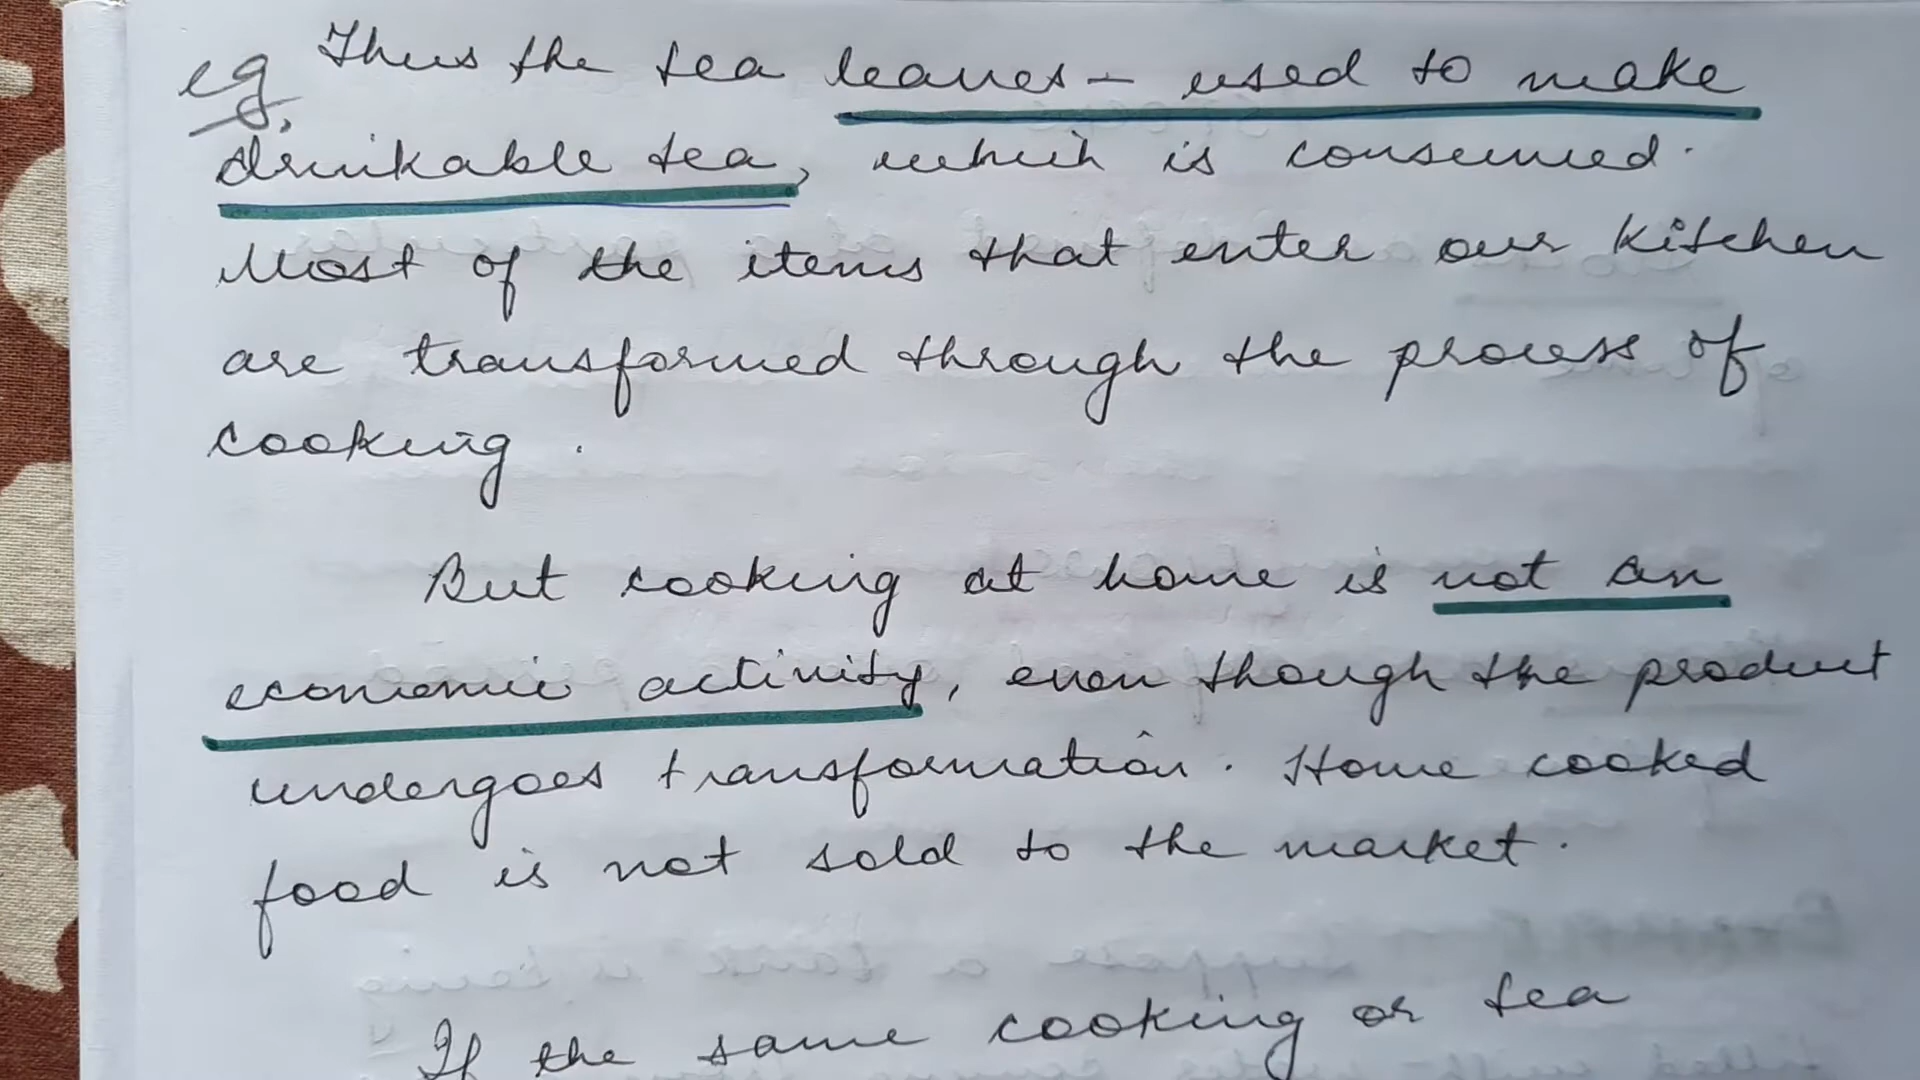 eg, Thus the tea leaves - used to make
drinkable tea, which is consumed.
Most of the items that enter our kitchen
are transformed through the process of
cooking.
But cooking at home is not an
economic activity, even though the product
undergoes transformation. Home cooked
food is not sold to the market.
If the same cooking or tea